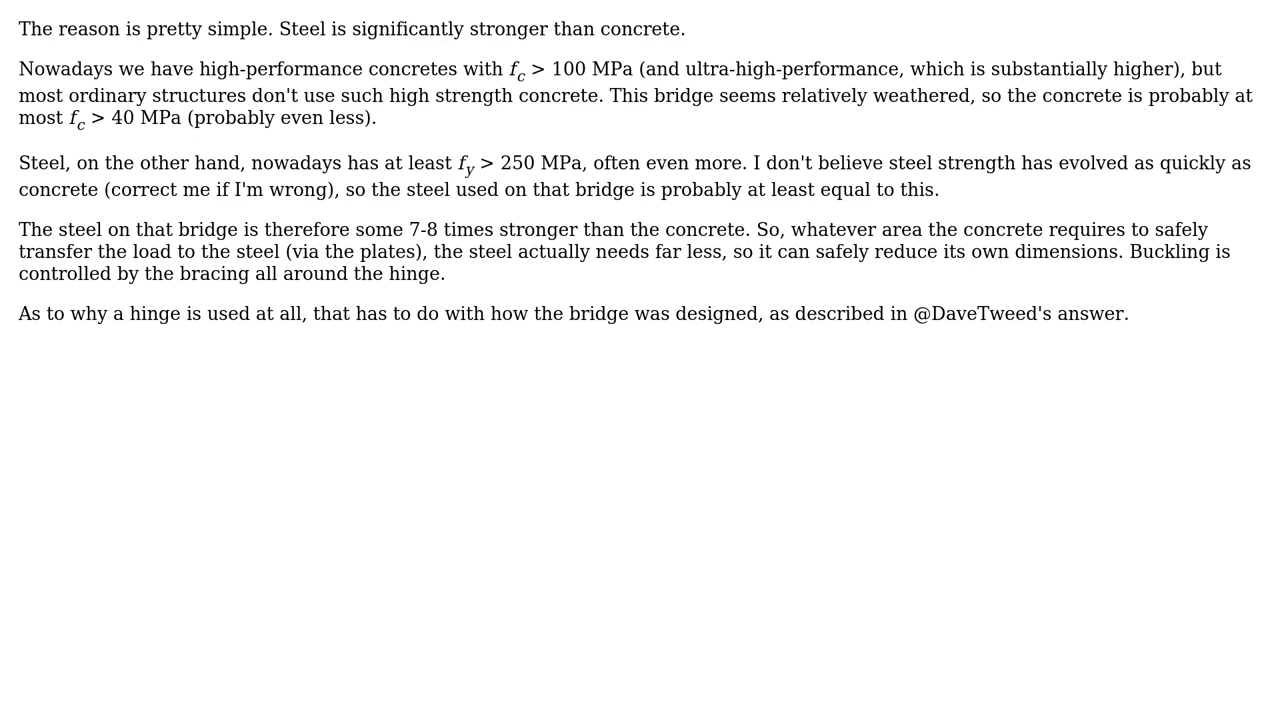 The reason is pretty simple. Steel is significantly stronger than concrete.
Nowadays we have high-performance concretes with f_c > 100 MPa (and ultra-high-performance, which is substantially higher), but
most ordinary structures don't use such high strength concrete. This bridge seems relatively weathered, so the concrete is probably at
most f_c > 40 MPa (probably even less).
Steel, on the other hand, nowadays has at least f_y > 250 MPa, often even more. I don't believe steel strength has evolved as quickly as
concrete (correct me if I'm wrong), so the steel used on that bridge is probably at least equal to this.
The steel on that bridge is therefore some 7-8 times stronger than the concrete. So, whatever area the concrete requires to safely
transfer the load to the steel (via the plates), the steel actually needs far less, so it can safely reduce its own dimensions. Buckling is
controlled by the bracing all around the hinge.
As to why a hinge is used at all, that has to do with how the bridge was designed, as described in @DaveTweed's answer.